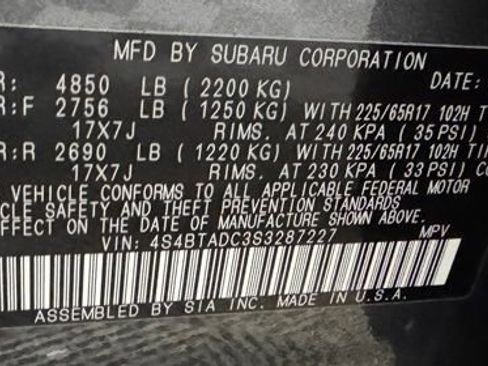 MFD BY SUBARU CORPORATION
R: 4850 LB (2200 KG) DATE:
R:F 2756 LB (1250 KG) WITH 225/65R17 102H T
17X7J RIMS, AT 240 KPA (35 PSI)
R:R 2690 LB (1220 KG) WITH 225/65R17 102H TI
17X7J RIMS, AT 230 KPA (33 PSI) CO
VEHICLE CONFORMS TO ALL APPLICABLE FEDERAL MOTOR
CLE SAFETY AND THEFT PREVENTION STANDARDS
FFECT ON THE DATE OF MANUFACTURE SHOWN ABOVE.
VIN: 4S4BTADC3S3287227 MPV
ASSEMBLED BY SIA INC. MADE IN U.S.A.